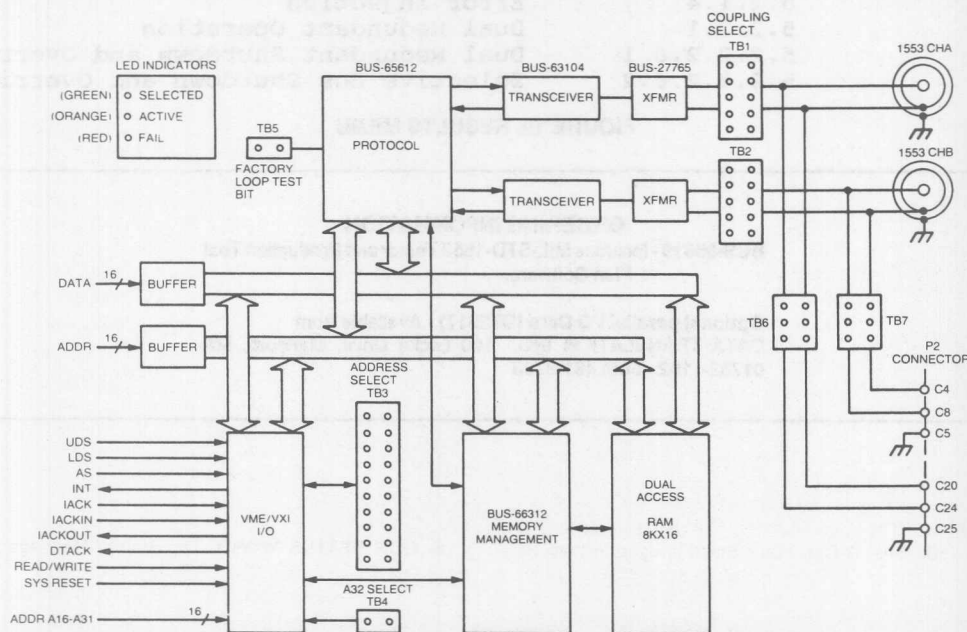 LED INDICATORS
(GREEN) SELECTED
(ORANGE) ACTIVE
(RED) FAIL
TB5
FACTORY
LOOP TEST
BIT
BUS-65612
PROTOCOL
BUS-63104
TRANSCEIVER
BUS-27765
XFMR
COUPLING
SELECT
TB1
1553 CHA
TB2
1553 CHB
TRANSCEIVER
XFMR
DATA 16 BUFFER
ADDR 16 BUFFER
TB6
TB7
P2
CONNECTOR
C4
C8
C5
C20
C24
C25
ADDRESS
SELECT
TB3
UDS
LDS
AS
INT
IACK
IACKIN
IACKOUT
DTACK
READ/WRITE
SYS RESET
ADDR A16-A31 16
VME/VXI
I/O
A32 SELECT
TB4
BUS-66312
MEMORY
MANAGEMENT
DUAL
ACCESS
RAM
8KX16